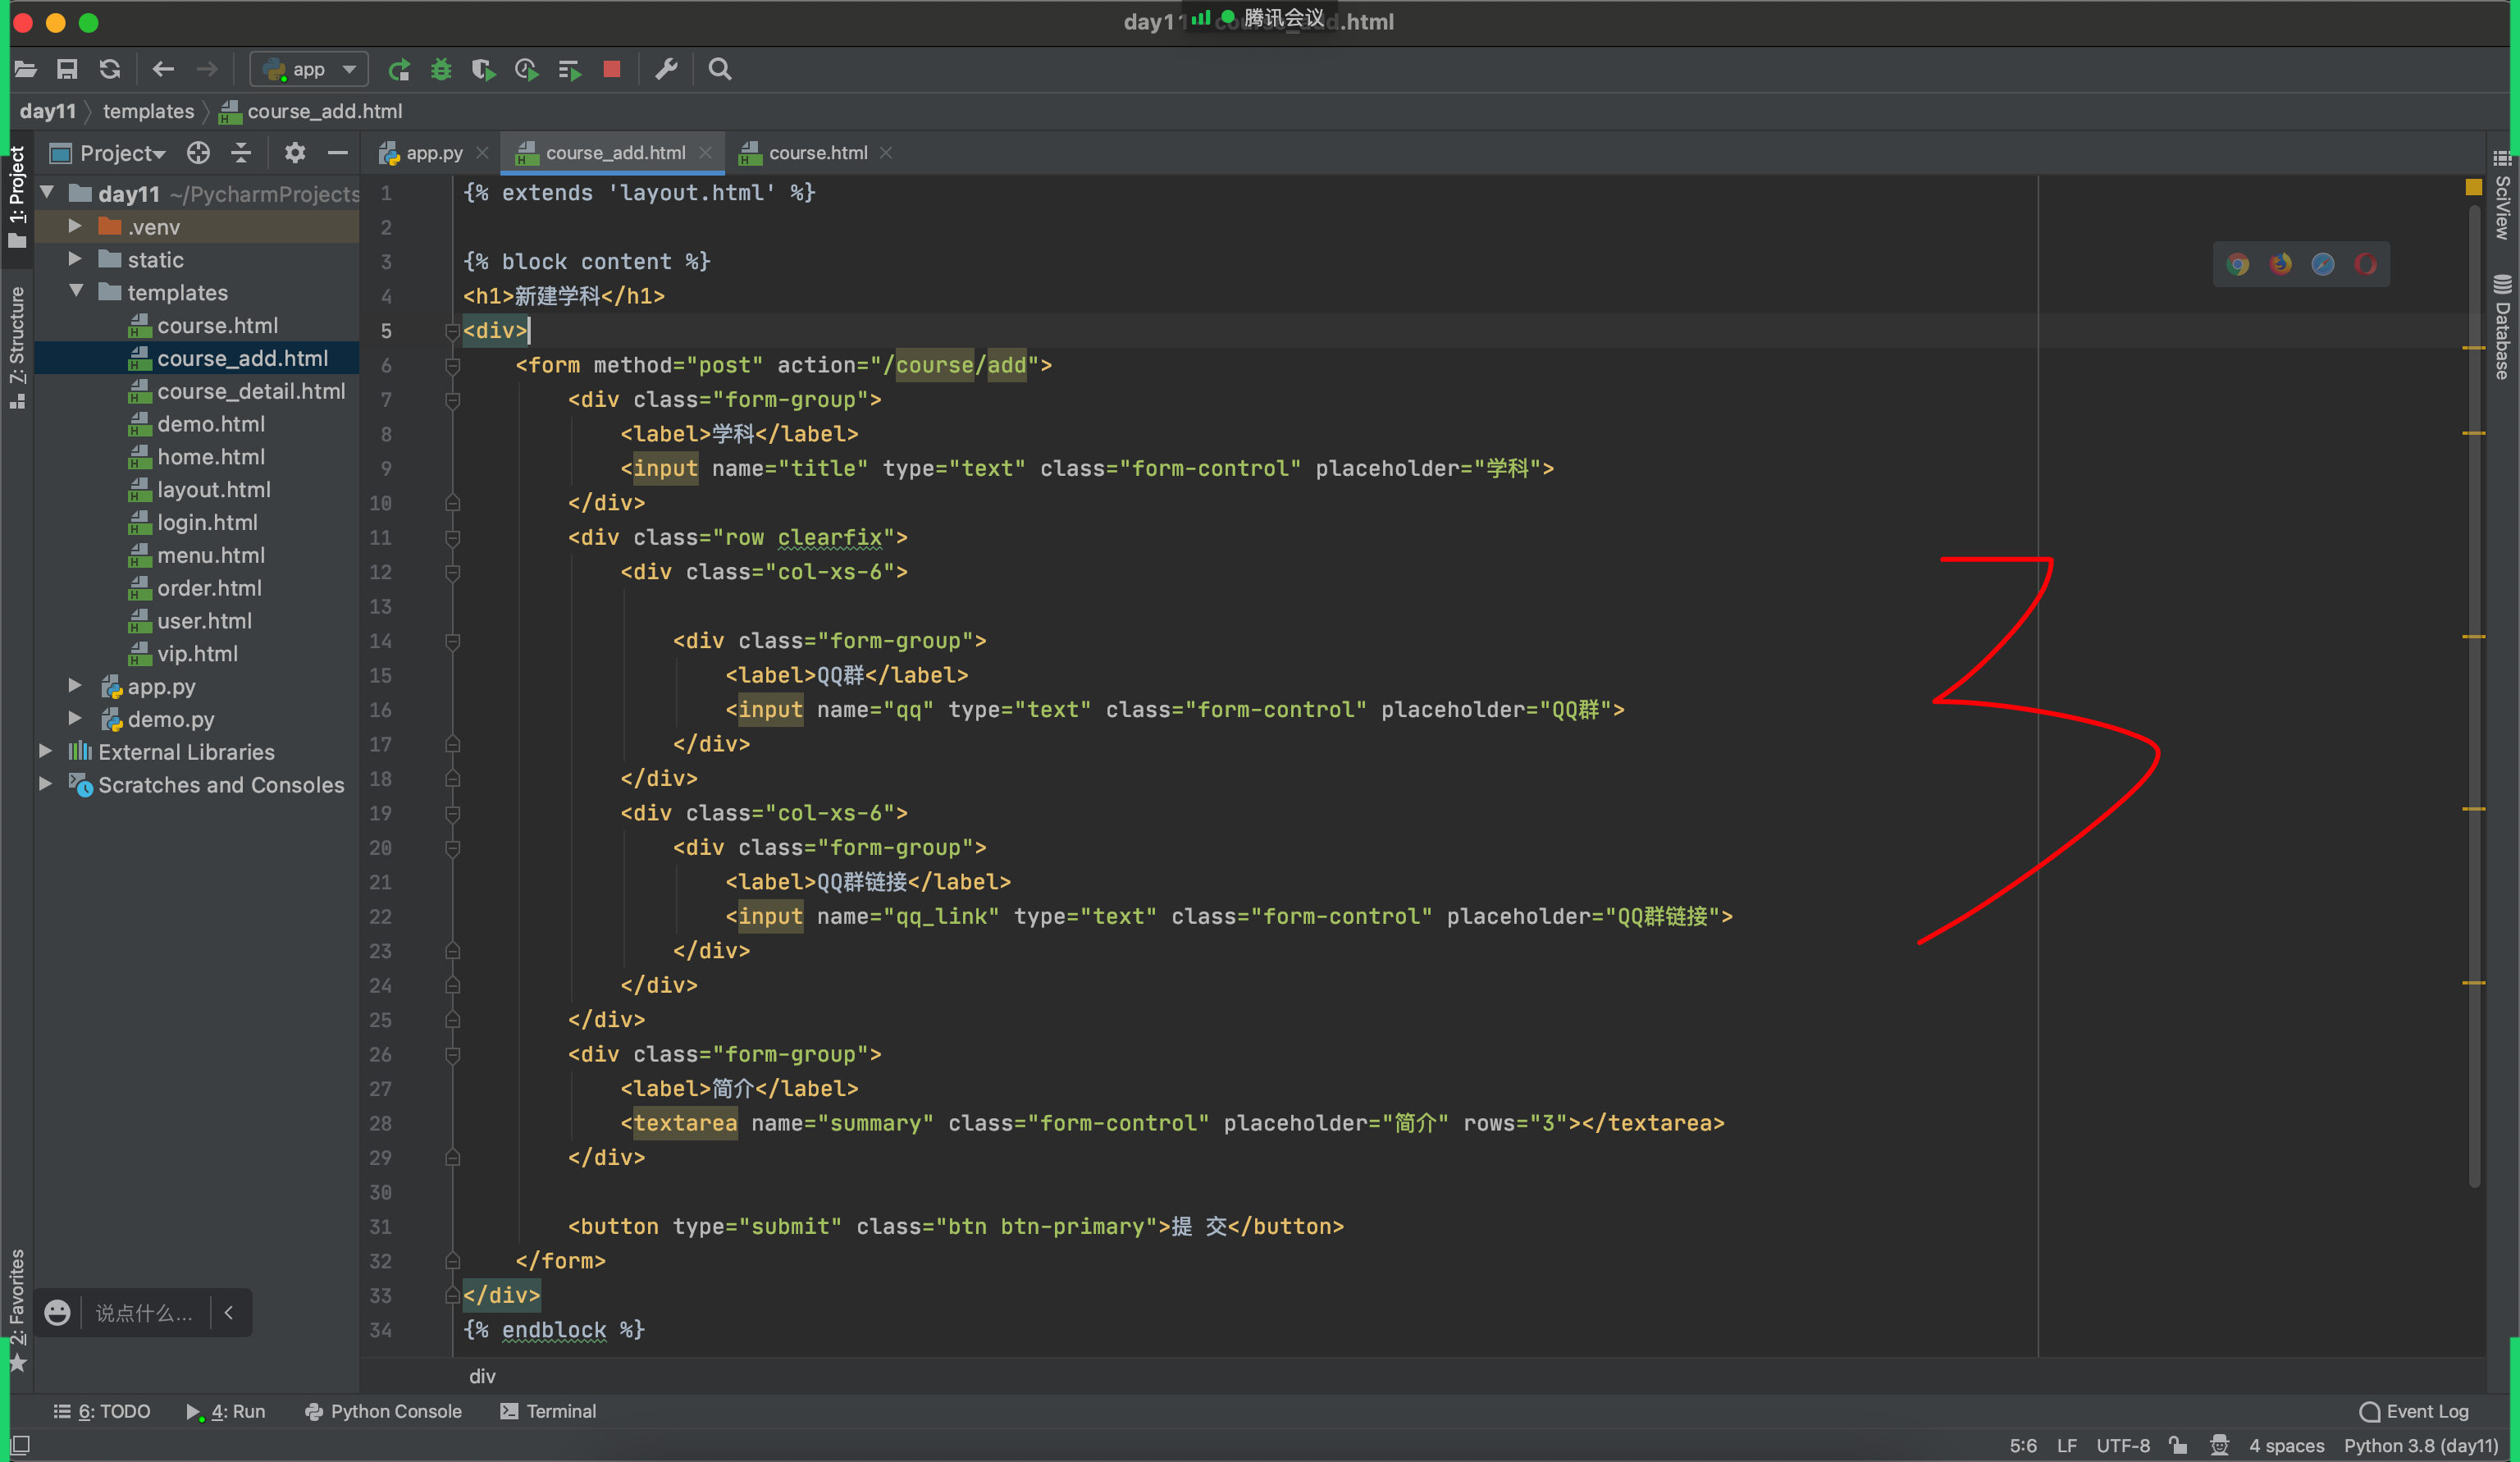 day11 course_add.html
腾讯会议
app
day11 templates course_add.html
Project
app.py
course_add.html
course.html
1: Project
7: Structure
2: Favorites
day11 ~/PycharmProjects
.venv
static
templates
course.html
course_add.html
course_detail.html
demo.html
home.html
layout.html
login.html
menu.html
order.html
user.html
vip.html
app.py
demo.py
External Libraries
Scratches and Consoles
说点什么...
1 {% extends 'layout.html' %}
2
3 {% block content %}
4 <h1>新建学科</h1>
5 <div>
6 <form method="post" action="/course/add">
7 <div class="form-group">
8 <label>学科</label>
9 <input name="title" type="text" class="form-control" placeholder="学科">
10 </div>
11 <div class="row clearfix">
12 <div class="col-xs-6">
13
14 <div class="form-group">
15 <label>QQ群</label>
16 <input name="qq" type="text" class="form-control" placeholder="QQ群">
17 </div>
18 </div>
19 <div class="col-xs-6">
20 <div class="form-group">
21 <label>QQ群链接</label>
22 <input name="qq_link" type="text" class="form-control" placeholder="QQ群链接">
23 </div>
24 </div>
25 </div>
26 <div class="form-group">
27 <label>简介</label>
28 <textarea name="summary" class="form-control" placeholder="简介" rows="3"></textarea>
29 </div>
30
31 <button type="submit" class="btn btn-primary">提 交</button>
32 </form>
33 </div>
34 {% endblock %}
3
SciView
Database
div
6: TODO
4: Run
Python Console
Terminal
Event Log
5:6 LF UTF-8 4 spaces Python 3.8 (day11)